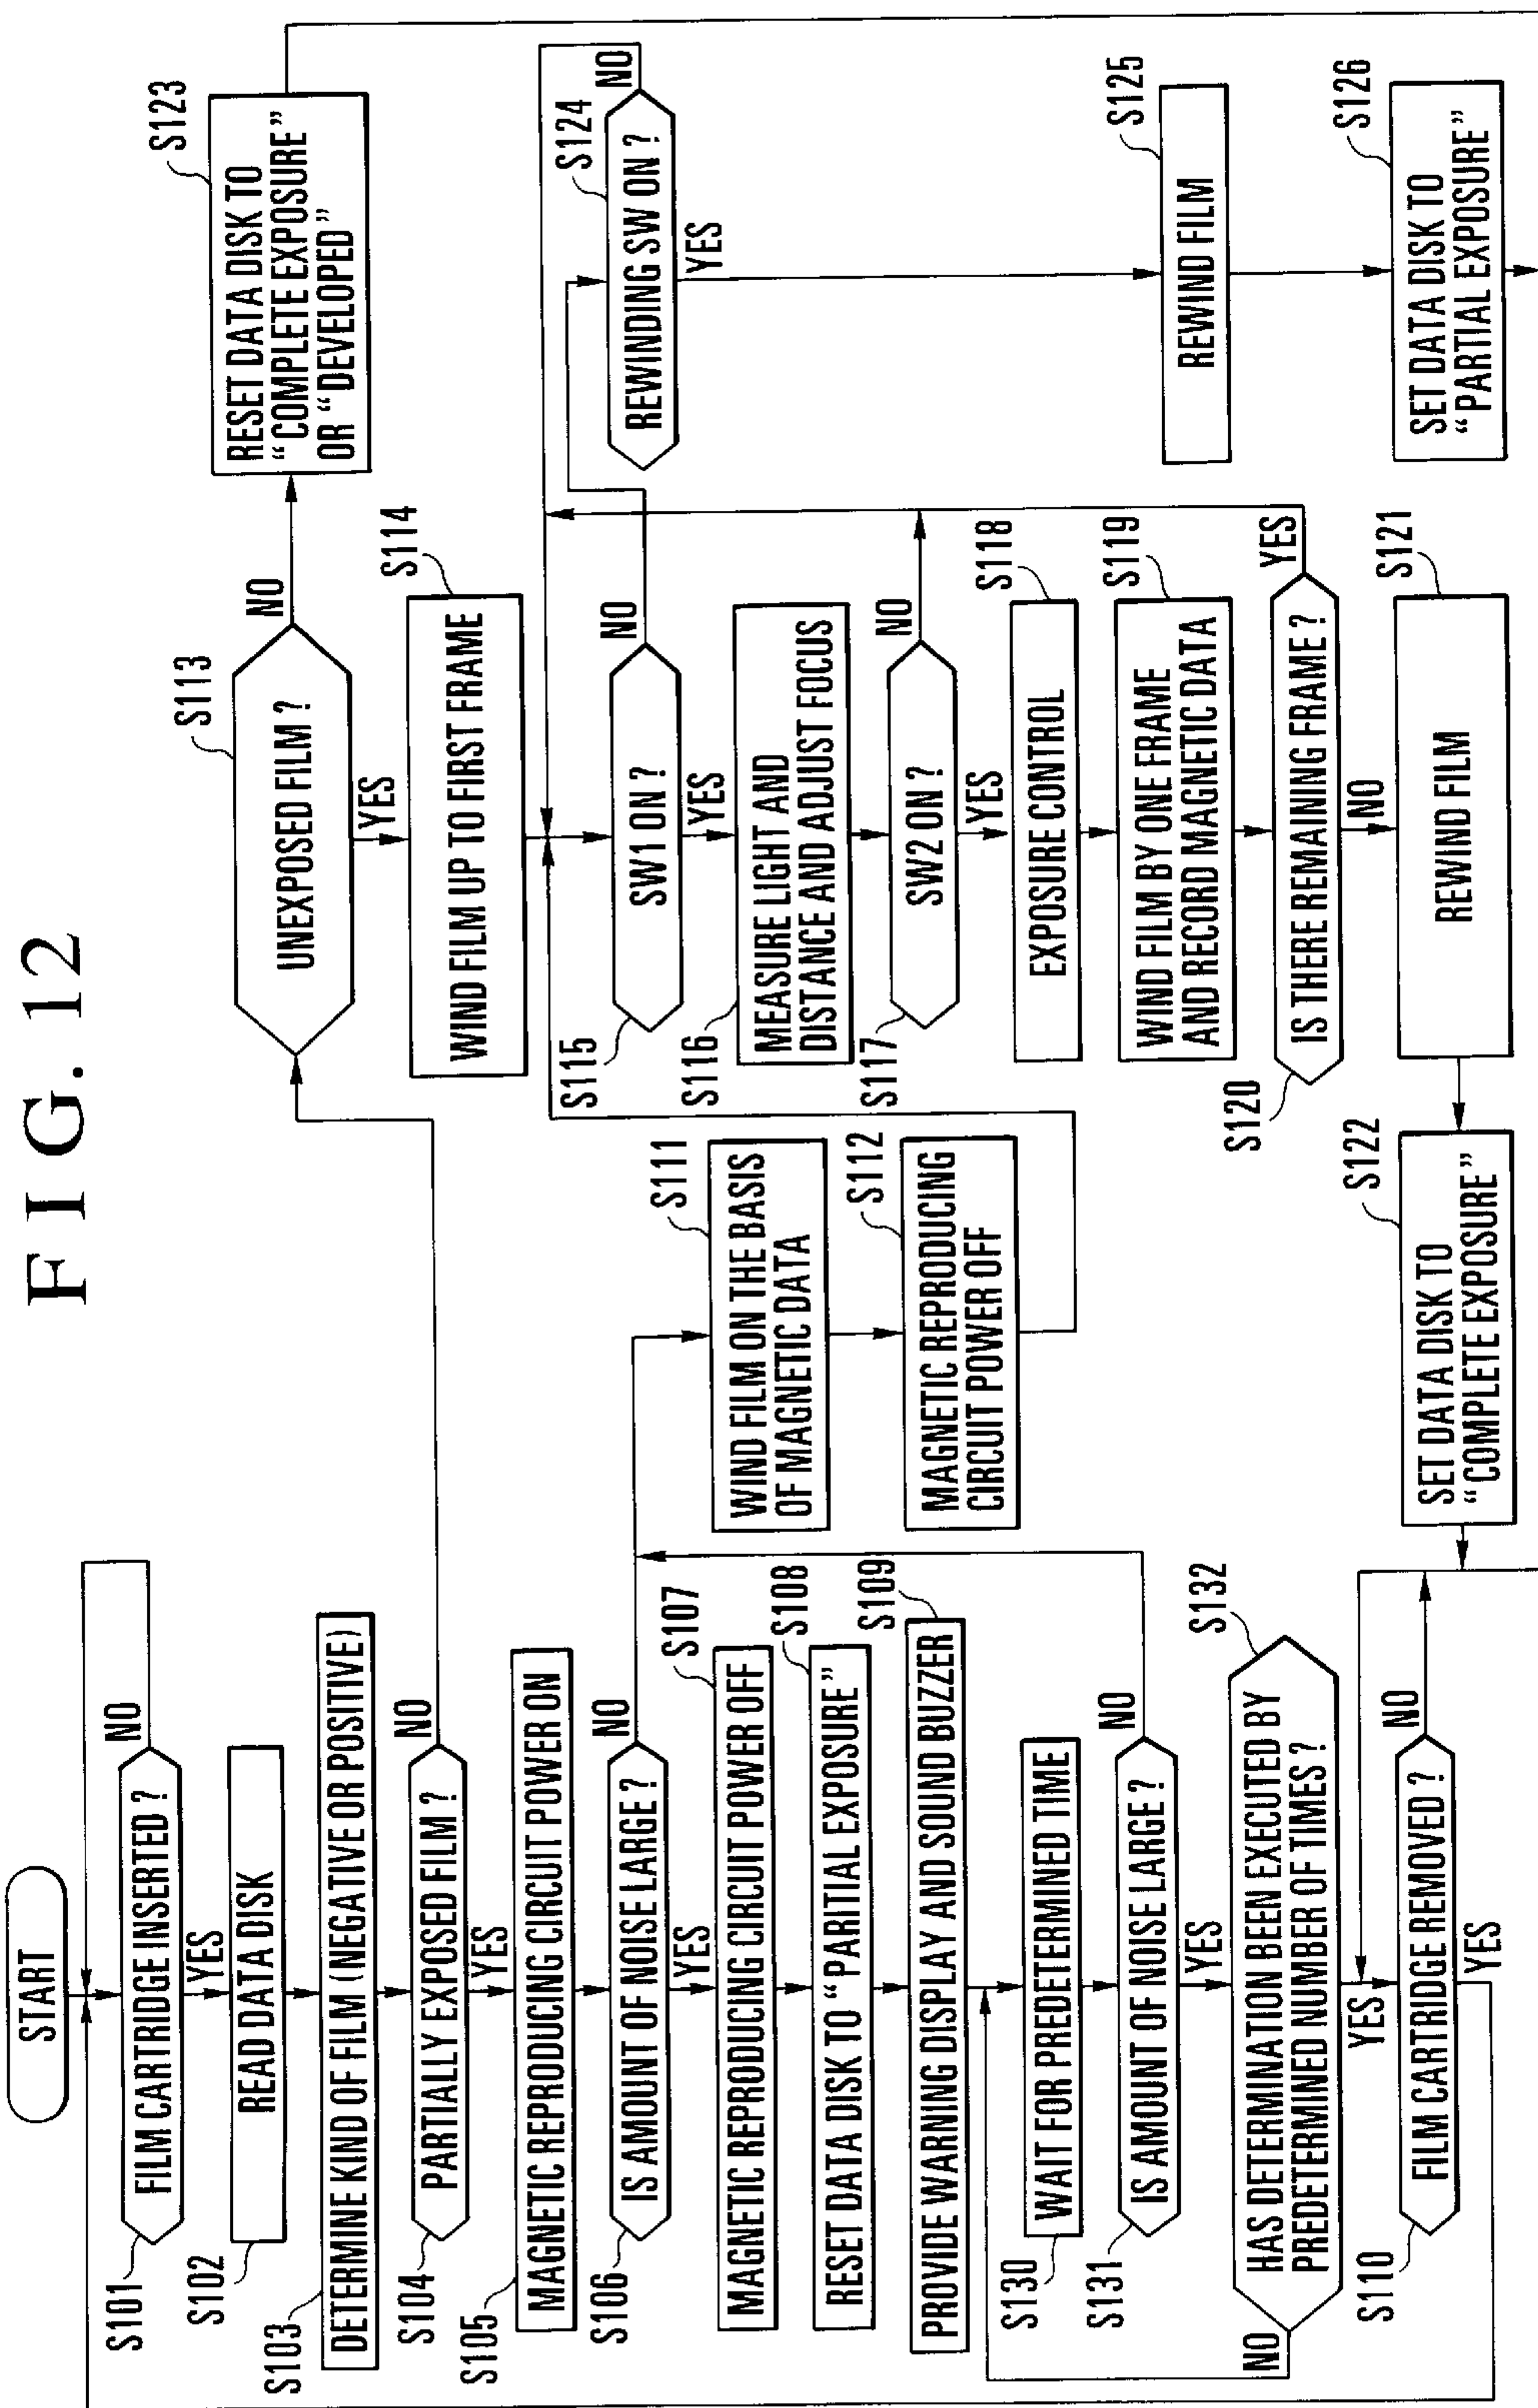 FIG. 12
START
S101
FILM CARTRIDGE INSERTED ?
NO
YES
S102
READ DATA DISK
S103
DETERMINE KIND OF FILM (NEGATIVE OR POSITIVE)
S104
PARTIALLY EXPOSED FILM ?
NO
YES
S105
MAGNETIC REPRODUCING CIRCUIT POWER ON
S106
IS AMOUNT OF NOISE LARGE ?
NO
YES
S107
MAGNETIC REPRODUCING CIRCUIT POWER OFF
S108
RESET DATA DISK TO “PARTIAL EXPOSURE”
S109
PROVIDE WARNING DISPLAY AND SOUND BUZZER
S130
WAIT FOR PREDETERMINED TIME
S131
IS AMOUNT OF NOISE LARGE ?
NO
YES
S132
HAS DETERMINATION BEEN EXECUTED BY
PREDETERMINED NUMBER OF TIMES ?
NO
YES
S110
FILM CARTRIDGE REMOVED ?
NO
YES
S111
WIND FILM ON THE BASIS
OF MAGNETIC DATA
S112
MAGNETIC REPRODUCING
CIRCUIT POWER OFF
S113
UNEXPOSED FILM ?
NO
YES
S114
WIND FILM UP TO FIRST FRAME
S115
SW1 ON ?
NO
YES
S116
MEASURE LIGHT AND
DISTANCE AND ADJUST FOCUS
S117
SW2 ON ?
NO
YES
S118
EXPOSURE CONTROL
S119
WIND FILM BY ONE FRAME
AND RECORD MAGNETIC DATA
S120
IS THERE REMAINING FRAME ?
YES
NO
S121
REWIND FILM
S122
SET DATA DISK TO
“COMPLETE EXPOSURE”
S123
RESET DATA DISK TO
“COMPLETE EXPOSURE”
OR “DEVELOPED”
S124
REWINDING SW ON ?
NO
YES
S125
REWIND FILM
S126
SET DATA DISK TO
“PARTIAL EXPOSURE”